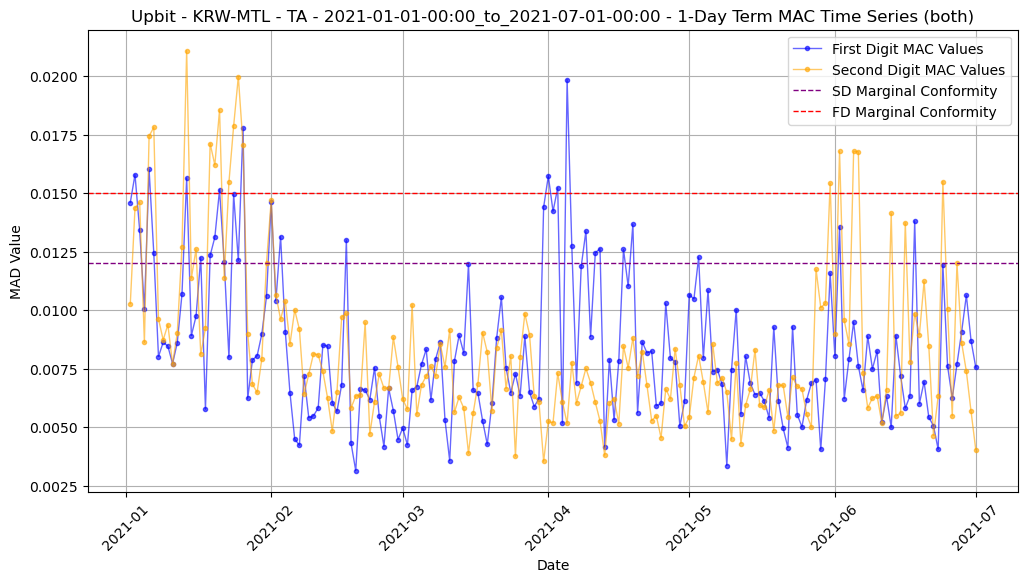 Upbit - KRW-MTL - TA - 2021-01-01-00:00_to_2021-07-01-00:00 - 1-Day Term MAC Time Series (both)
First Digit MAC Values
Second Digit MAC Values
SD Marginal Conformity
FD Marginal Conformity
MAD Value
0.0200
0.0175
0.0150
0.0125
0.0100
0.0075
0.0050
0.0025
2021-01
2021-02
2021-03
2021-04
2021-05
2021-06
2021-07
Date